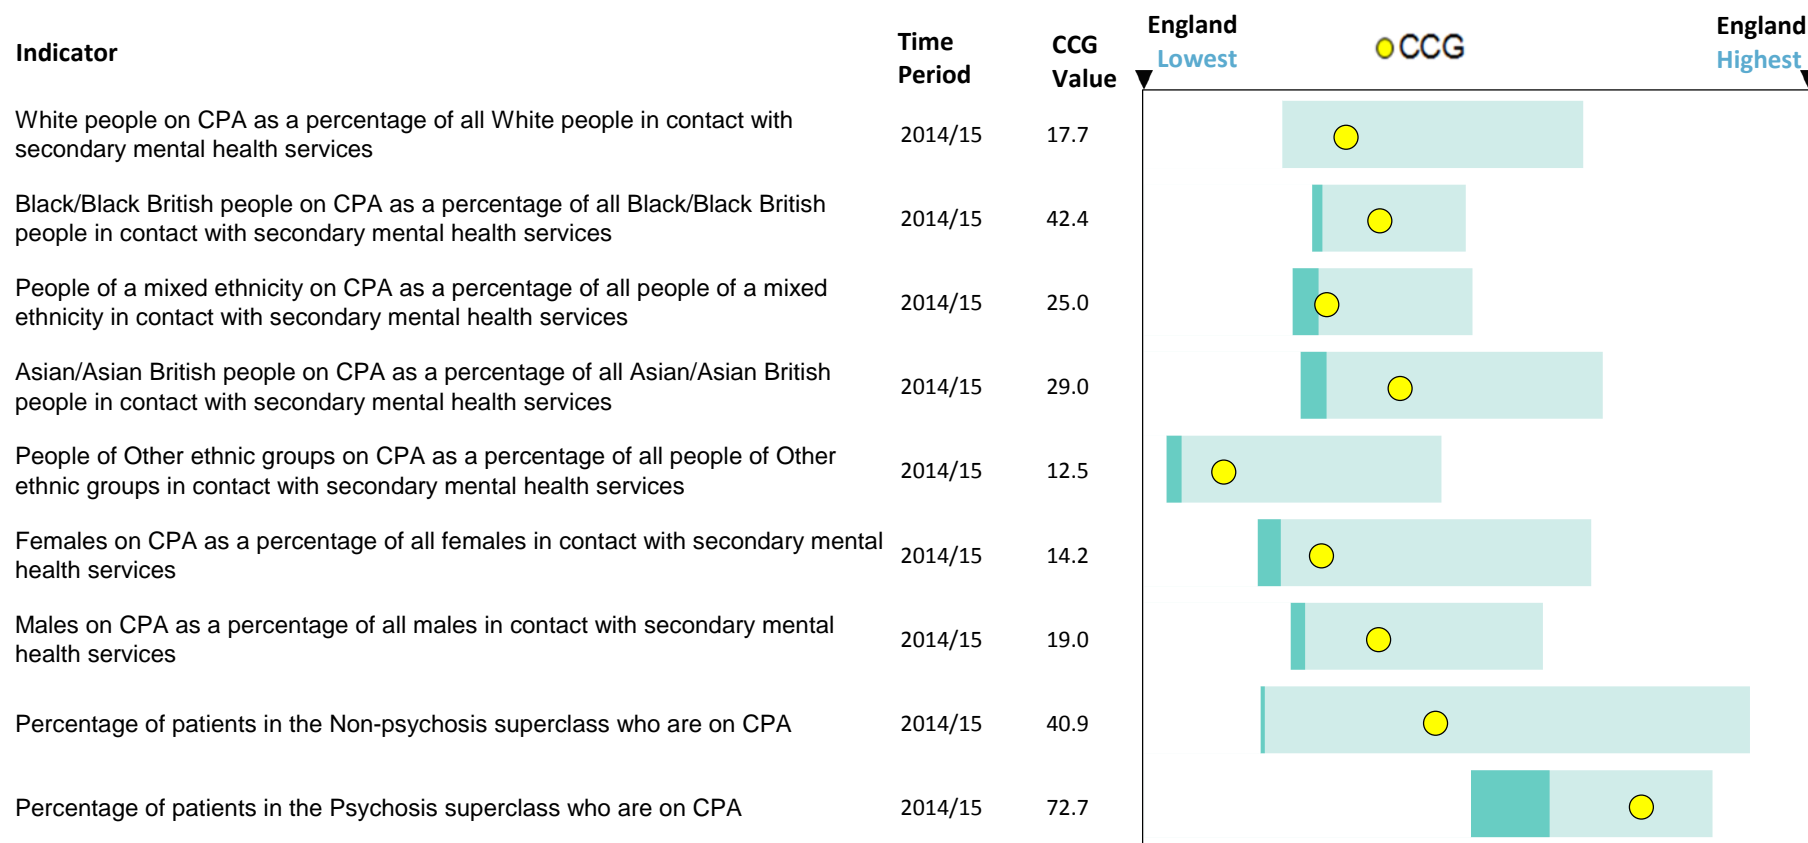 Indicator
Time
Period
CCG
Value
England
Lowest
CCG
England
Highest
White people on CPA as a percentage of all White people in contact with
secondary mental health services
2014/15
17.7
Black/Black British people on CPA as a percentage of all Black/Black British
people in contact with secondary mental health services
2014/15
42.4
People of a mixed ethnicity on CPA as a percentage of all people of a mixed
ethnicity in contact with secondary mental health services
2014/15
25.0
Asian/Asian British people on CPA as a percentage of all Asian/Asian British
people in contact with secondary mental health services
2014/15
29.0
People of Other ethnic groups on CPA as a percentage of all people of Other
ethnic groups in contact with secondary mental health services
2014/15
12.5
Females on CPA as a percentage of all females in contact with secondary mental
health services
2014/15
14.2
Males on CPA as a percentage of all males in contact with secondary mental
health services
2014/15
19.0
Percentage of patients in the Non-psychosis superclass who are on CPA
2014/15
40.9
Percentage of patients in the Psychosis superclass who are on CPA
2014/15
72.7